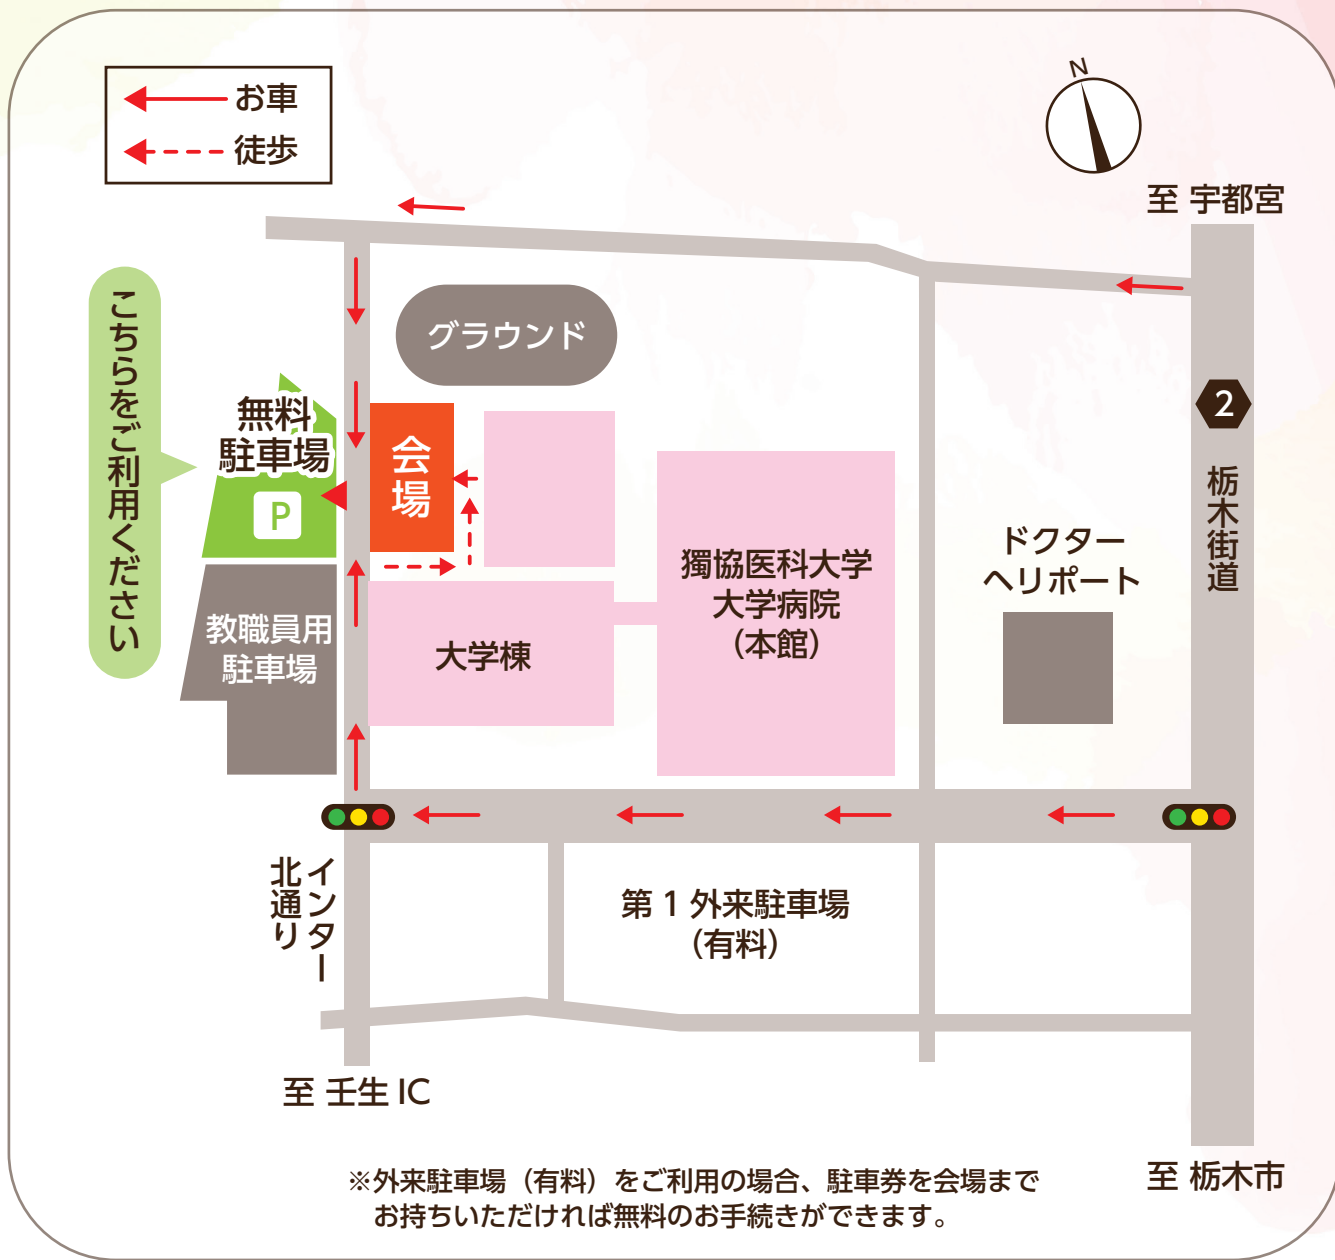 お車
徒歩
N
至 宇都宮
こちらをご利用ください
グラウンド
無料
駐車場
P
会場
2
栃木街道
ドクター
ヘリポート
獨協医科大学
大学病院
(本館)
教職員用
駐車場
大学棟
インター
北通り
第1外来駐車場
(有料)
至 壬生IC
至 栃木市
※外来駐車場（有料）をご利用の場合、駐車券を会場まで
お持ちいただければ無料のお手続きができます。